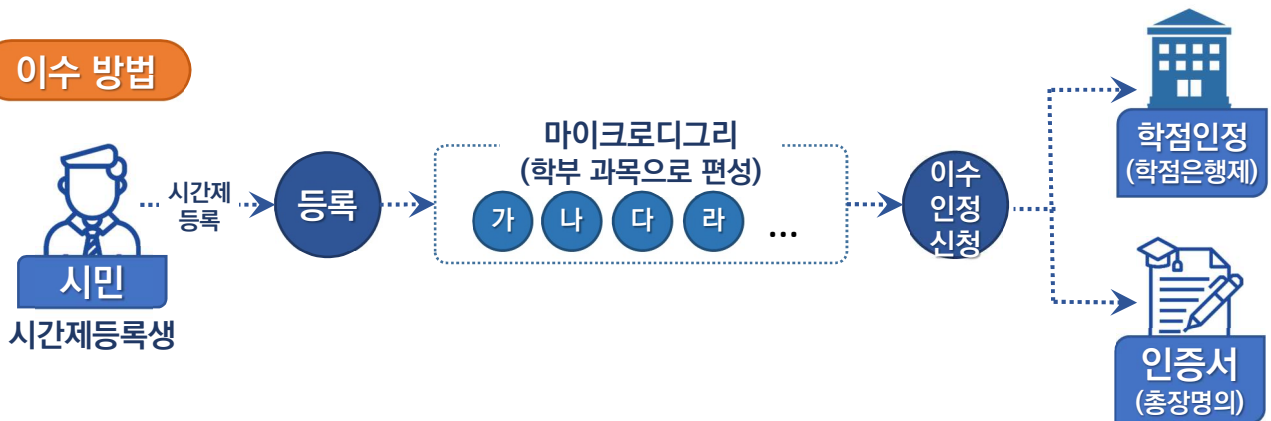 이수 방법
시민
시간제등록생
시간제
등록
등록
마이크로디그리
(학부 과목으로 편성)
가 나 다 라 ...
이수
인정
신청
학점인정
(학점은행제)
인증서
(총장명의)